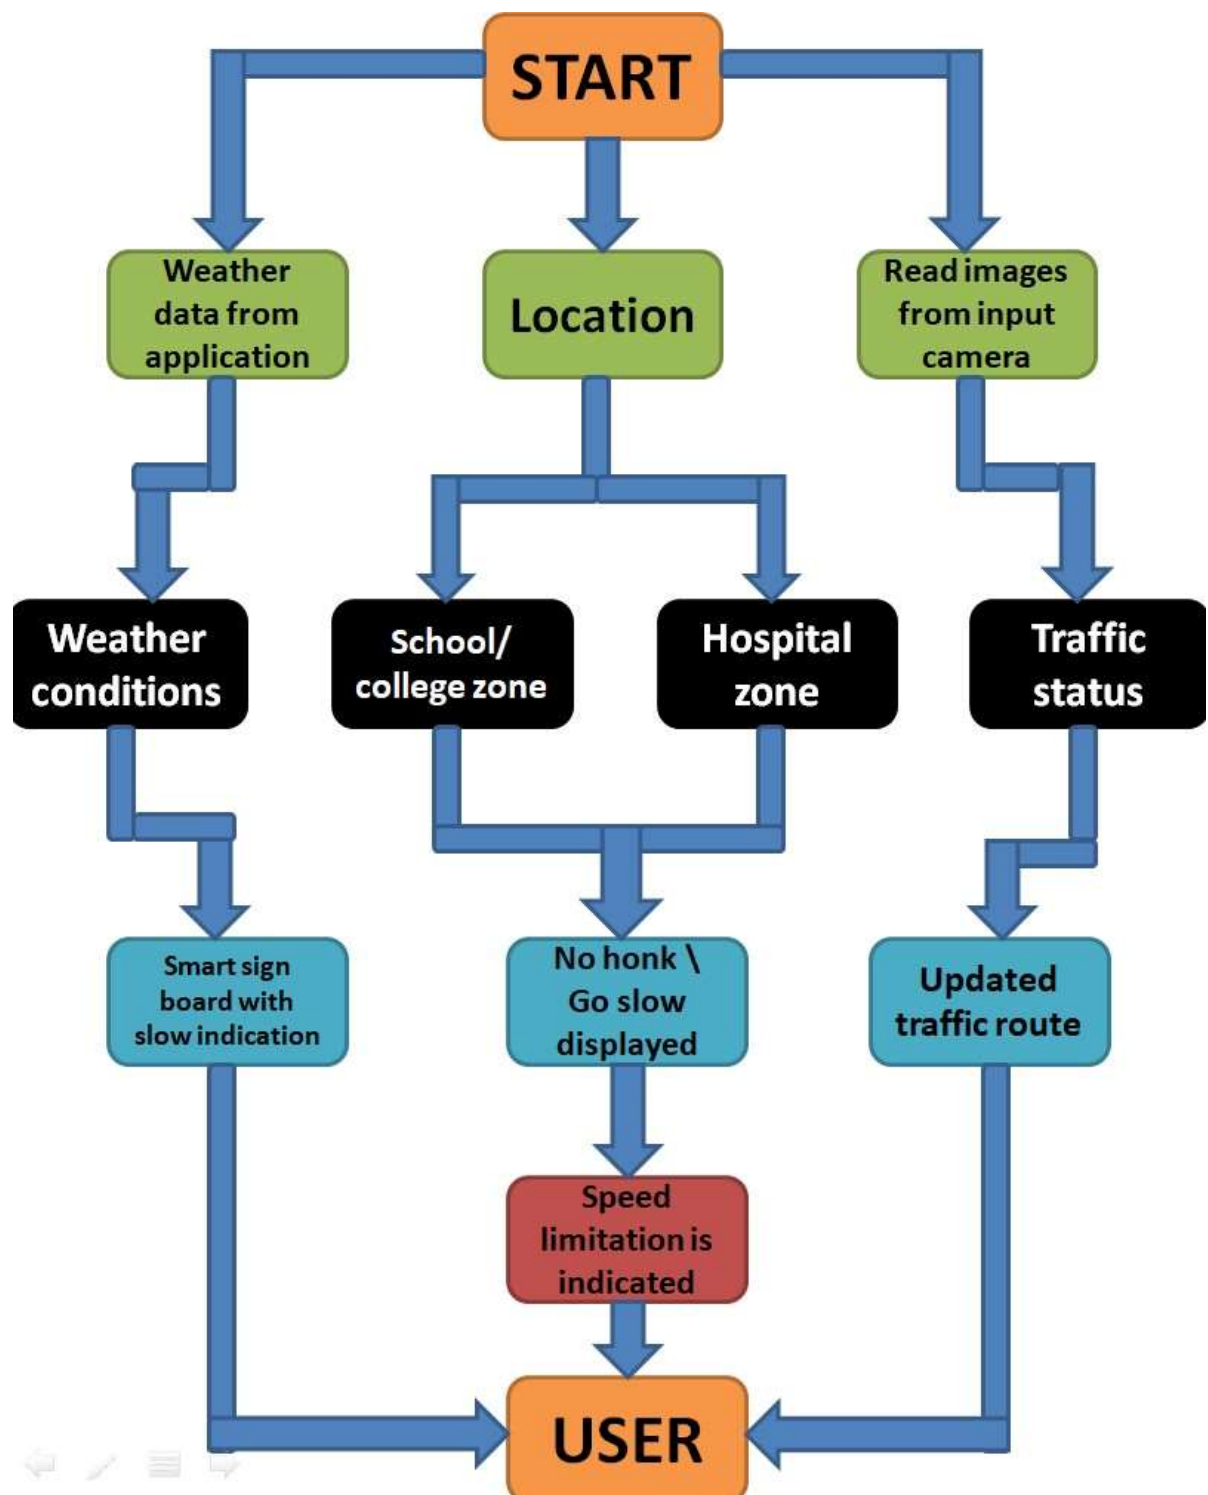 START
Weather
data from
application
Location
Read images
from input
camera
Weather
conditions
School/
college zone
Hospital
zone
Traffic
status
Smart sign
board with
slow indication
No honk \
Go slow
displayed
Updated
traffic route
Speed
limitation is
indicated
USER